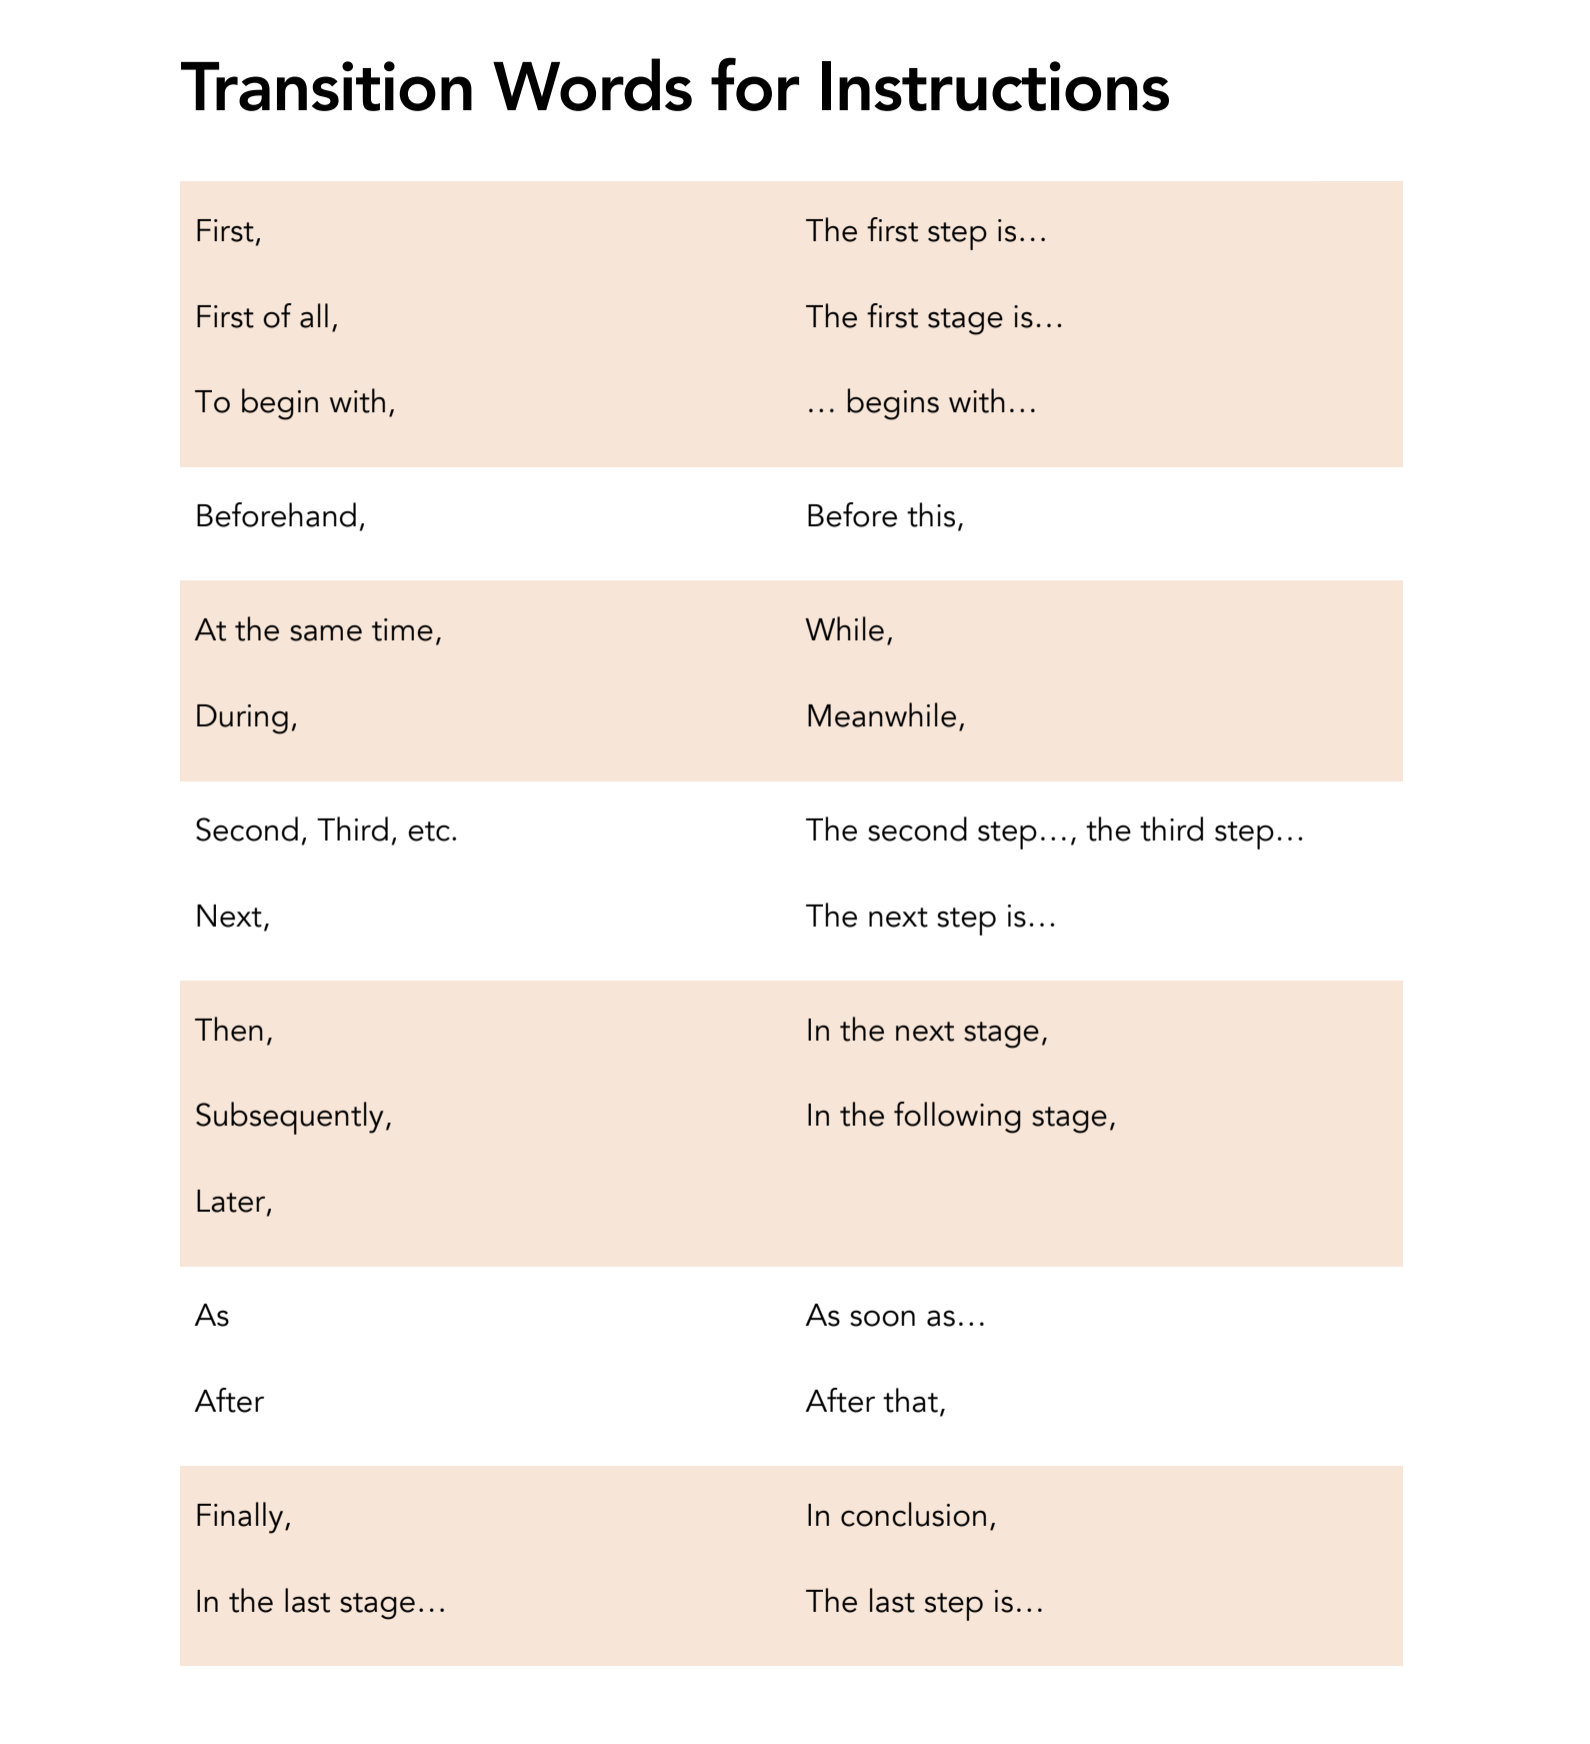 Transition Words for Instructions
First,
The first step is…
First of all,
The first stage is…
To begin with,
… begins with…
Beforehand,
Before this,
At the same time,
While,
During,
Meanwhile,
Second, Third, etc.
The second step…, the third step…
Next,
The next step is…
Then,
In the next stage,
Subsequently,
In the following stage,
Later,
As
As soon as…
After
After that,
Finally,
In conclusion,
In the last stage…
The last step is…